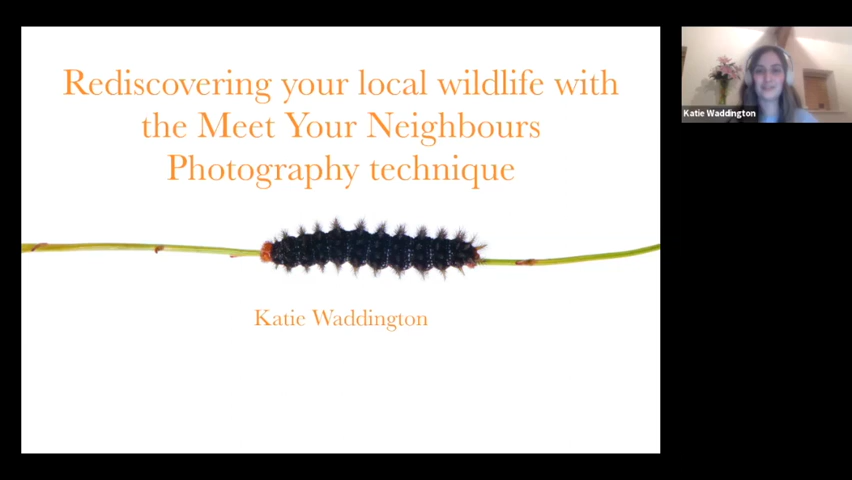 Rediscovering your local wildlife with
the Meet Your Neighbours
Photography technique
Katie Waddington
Katie Waddington